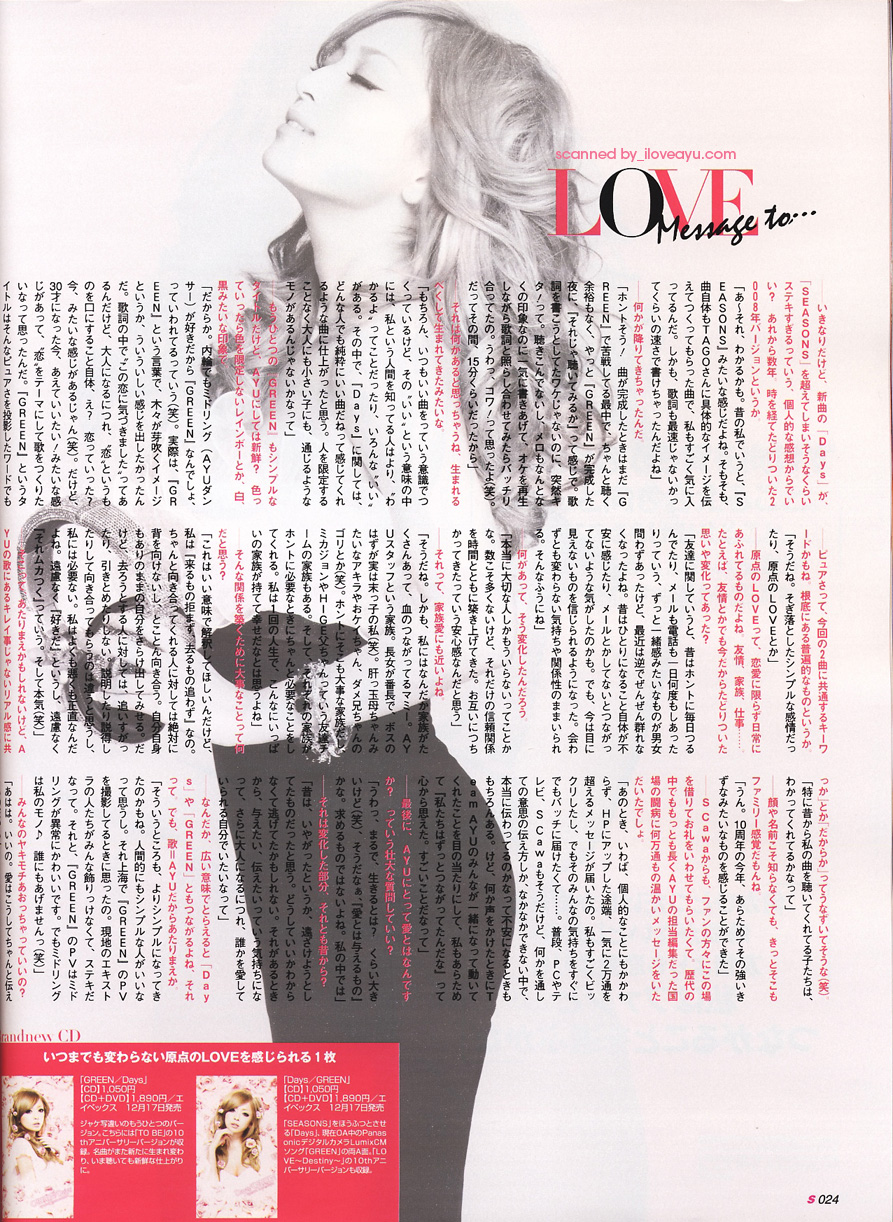 scanned by_iloveayu.com
LOVE
Message to…
――いきなりだけど、新曲の「Days」が、
「SEASONS」を超えてしまいそうなくらい
ステキすぎるっていう、個人的な感想からでい
い? あれから数年、時を経てたどりついた2
008年バージョンというか。
「あ〜それ、わかるかも。昔の私でいうと、『S
EASONS』みたいな感じだよね。そもそも、
曲自体もTAGOさんに具体的なイメージを伝
えてつくってもらった曲で、私もすごく気に入
ってるんだ。しかも、歌詞も最速じゃないかっ
てくらいの速さで書けちゃったんだよね」
――何かが降りてきちゃったんだ。
「ホントそう! 曲が完成したときはまだ『G
REEN』で苦戦してる最中で、ちゃんと聴く
余裕もなく、やっと『GREEN』が完成した
夜に、『それじゃ聴いてみるか』って感じで。歌
詞を書こうとしてたワケじゃないのに、突然キ
タ!って。聴きこんでないし、メロもなんとな
くの印象なのに一気に書きあげて、オケを再生
しながら歌詞と照らし合わせてみたらバッチリ
合ってたの。うわっ、コワっ!って思ったよ(笑)。
だってその間、15分くらいだったから」
――それは何があると思っちゃうね、生まれる
べくして生まれてきたみたいな。
「もちろん、いつもいい曲をっていう意識でつ
くっているけど、その“いい”という意味の中
には、私という人間を知ってる人はより、“わ
かるよ”ってことだったり、いろんな“いい”
がある。その中で、『Days』に関しては、
どんな人でも純粋にいい曲だねって感じてくれ
るような曲に仕上がったと思う。人を限定する
ことなく、大人にも小さい子にも、通じるような
モノがあるんじゃないかなって」
――もうひとつの「GREEN」もシンプルな
タイトルだけど、AYUにしては新鮮? 色っ
ていったら色を限定しないレインボーとか、白、
黒みたいな印象で。
「だからか。内輪でもミドリング(AYUダン
サー)が好きだから『GREEN』なんでしょ、
っていわれてるっていう(笑)。実際は、『GR
EEN』という言葉で、木々が芽吹くイメージ
というか、ういういしい感じを出したかったん
だ。歌詞の中で“この恋に気づきました”ってあ
るんだけど、大人になるにつれ、“恋”というも
のを口にすること自体、え? 恋っていった?
今、みたいな感じがあるじゃん(笑)。だけど、
30才になった今、あえていいたい!みたいな感
じがあって、“恋”をテーマにして歌をつくりた
いなって思ったんだ。『GREEN』というタ
イトルはそんなピュアさを投影したワードでも
――ピュアさって、今回の2曲に共通するキーワ
ードかもね。根底にある普遍的なものというか
「そうだね。そぎ落としたシンプルな感情だっ
たり、原点のLOVEとか」
――原点のLOVEって、恋愛に限らず日常に
あふれてるものだよね。友情、家族、仕事……。
たとえば、友情とかでも今だからたどりついた
思いや変化ってあった?
「友達に関していうと、昔はホントに毎日つる
んでたり、メールも電話も一日何度もしあった
りっていう、ずっと一緒感みたいなものが男女
問わずあったけど、最近は逆でぜんぜん群れな
くなったよね。昔はひとりになること自体が不
安に感じたり、メールとかしてないとつながっ
てないような気がしたのかも。でも、今は目に
見えないものを信じられるようになった。会わ
ずとも変わらない気持ちや関係性のままいられ
る。そんなふうにね」
――何があって、そう変化したんだろう
「本当に大切な人しかもういらないってことか
な。数こそ多くないけど、それだけの信頼関係
を時間とともに築き上げてきた。お互いにつち
かってきたっていう安心感なんだと思う」
――それって、家族愛にも近いよね。
「そうだね。しかも、私にはなんだか家族がた
くさんあって、血のつながってるマミー。AY
Uスタッフという家族。長女が番長で、ボスの
はずが実は末っ子の私(笑)。肝っ玉母ちゃんみ
たいなアキラやおケイさん、ダメ兄ちゃんの
ゴリとか(笑)。ホントにとても大事な家族だし、
ミカジョンやHIGE父ちゃんっていう友達チ
ームの家族もある。そして、それぞれの家族が
ホントに必要なときにちゃんと必要なことをし
てくれる。私は1回の人生で、こんなにいっぱ
いの家族が持てて幸せだなとは思うよね」
――そんな関係を築くために大事なことって何
だと思う?
「これはいい意味で解釈してほしいんだけど、
私は『来るもの拒まず、去るもの追わず』なの。
ちゃんと向き合ってくれる人に対しては絶対に
背を向けないし、とことん向き合う。自分自身
もありのままの自分をさらけ出してみせる。だ
けど、去ろうとする人に対しては、追いすがっ
たり、引きとめたりもしない。説明したり説得し
たりして向き合ってもらうのは違うと思うし、
私には必要ない。私はよくも悪くも正直なんだ
よね。遠慮なく『好きだ』というし、遠慮なく
『それムカつく』っていう。そして本気(笑)」
YUの歌にあるキレイ事じゃないリアル感に共
っか」とか「だからか」ってうなずいてそうな(笑)。
「特に昔から私の曲を聴いてくれてる子たちは、
わかってくれてるかなって」
――顔や名前こそ知らなくても、きっとそこも
ファミリー感覚だもんね。
「うん。10周年の今年、あらためてその強いき
ずなみたいなものを感じることができた」
――S Cawaからも、ファンの方々にこの場
を借りてお礼をいわせてもらいたくて。歴代の
中でももっとも長くAYUの担当編集だった国
場の闘病に何万通もの温かいメッセージをいた
だいたでしょ。
「あのとき、いわば、個人的なことにもかかわ
らず、HPにアップした途端、一気に2万通を
超えるメッセージが届いたの。私もすごくビッ
クリしたし、でもそのみんなの気持ちをすぐに
でもバッチに届けたくて……。普段、PCやテ
レビ、S Cawaもそうだけど、何かを通し
ての意思の伝え方しか、なかなかできない中で、
本当に伝わってるのかなって不安になるときも
もちろんある。けど、何か声をかけたときにT
eam AYUのみんなが一緒になって動いて
くれたことを目の当たりにして、私もあらため
て『私たちはずっとつながってたんだな』って
心から思えた。すごいことだなって」
――最後に、AYUにとって愛とはなんです
か? っていう壮大な質問していい?
「うわっ、まるで、生きるとは? くらい大き
いけど(笑)、そうだなぁ。『愛とは与えるもの』
かな。求めるものではないよね。私の中では」
――それは変化した部分、それとも昔から?
「昔は、いやがったというか、遠ざけようとし
てたものだったと思う。どうしていいかわから
なくて逃げてたかもしれない。それがあるとき
から、与えたい、伝えたいっていう気持ちにな
って、さらに大人になるにつれ、誰かを愛して
いられる自分でいたいなって」
――なんだか、広い意味でとらえると「Day
s」や「GREEN」ともつながるよね、それ
って。でも、歌=AYUだからあたりまえか。
「そういうところも、よりシンプルになってき
たのかもね。人間的にもシンプルな人がいいな
って思うし。それ上海で『GREEN』のPV
を撮影してるときに思ったの。現地のエキスト
ラの人たちがみんな飾りっけなくて、ステキだ
なって。それと、『GREEN』のPVはミド
リングが異常にかわいいです。でもミドリング
は私のモノ♪ 誰にもあげませんっ(笑)」
――みんなのヤキモチあおっちゃっていいの?
「あはは。いいの。愛はこうしてちゃんと伝え
randnew CD
いつまでも変わらない原点のLOVEを感じられる1枚
「GREEN／Days」
【CD】1,050円
【CD+DVD】1,890円／エ
イベックス 12月17日発売
ジャケ写違いのもうひとつのバー
ジョン。こちらには「TO BE」の10
thアニバーサリーバージョンが収
録。名曲がまた新たに生まれ変わ
り、いま聴いても新鮮な仕上がり
に。
「Days／GREEN」
【CD】1,050円
【CD+DVD】1,890円／エ
イベックス 12月17日発売
「SEASONS」をほうふつとさせ
る「Days」、現在OA中のPanas
onicデジタルカメラLumixCM
ソング「GREEN」の両A面。「LO
VE〜Destiny〜」の10thアニ
バーサリーバージョンも収録。
S 024